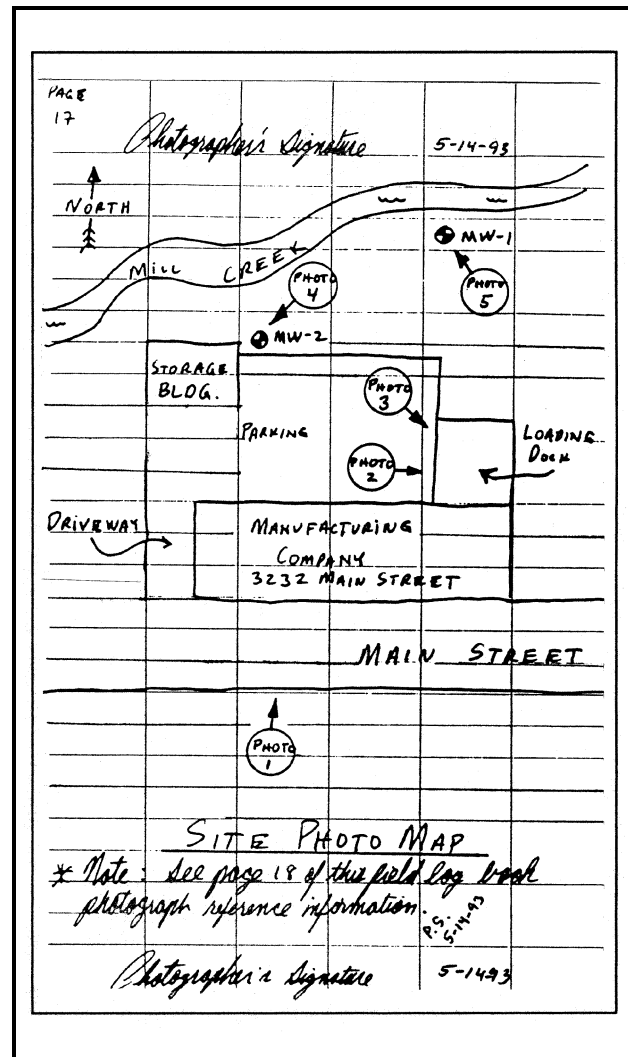 PAGE
17
Photographer's Signature 5-14-93
NORTH
MW-1
MILL CREEK
PHOTO
4
PHOTO
5
MW-2
STORAGE
BLDG.
PHOTO
3
PARKING
LOADING
DOCK
PHOTO
2
DRIVEWAY
MANUFACTURING
COMPANY
3232 MAIN STREET
MAIN STREET
PHOTO
1
SITE PHOTO MAP
* Note: See page 18 of this field log book
photograph reference information.
P.S.
5-14-93
Photographer's Signature 5-1493